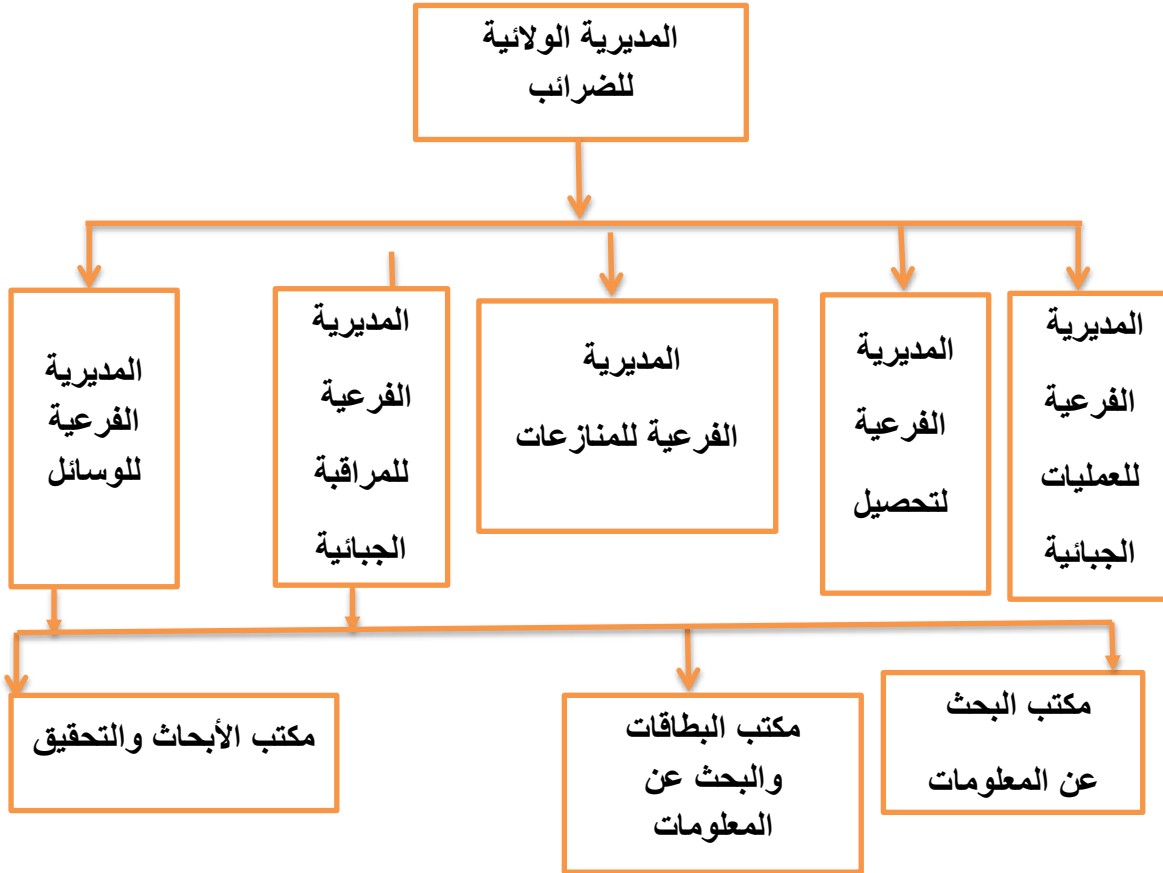 المديرية الولائية
للضرائب
المديرية
الفرعية
للعمليات
الجبائية
المديرية
الفرعية
لتحصيل
المديرية
الفرعية للمنازعات
المديرية
الفرعية
للمراقبة
الجبائية
المديرية
الفرعية
للوسائل
مكتب البحث
عن المعلومات
مكتب البطاقات
والبحث عن
المعلومات
مكتب الأبحاث والتحقيق